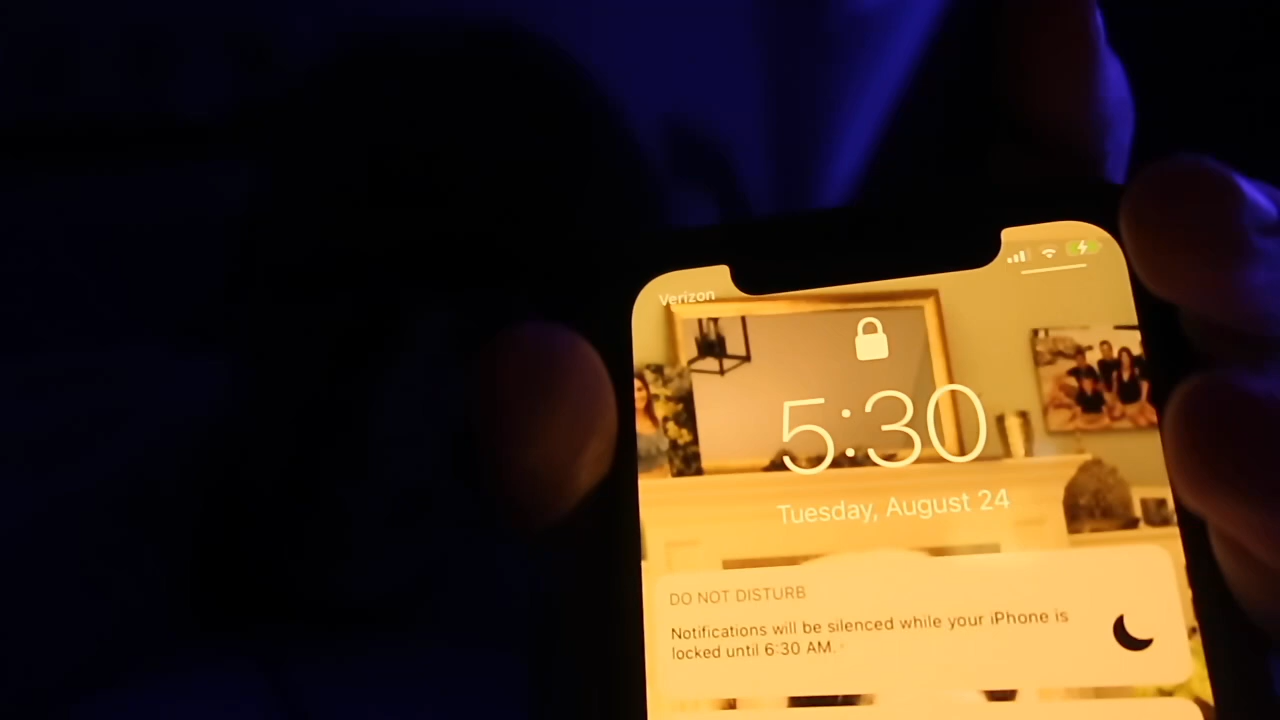 Verizon
5:30
Tuesday, August 24
DO NOT DISTURB
Notifications will be silenced while your iPhone is
locked until 6:30 AM.